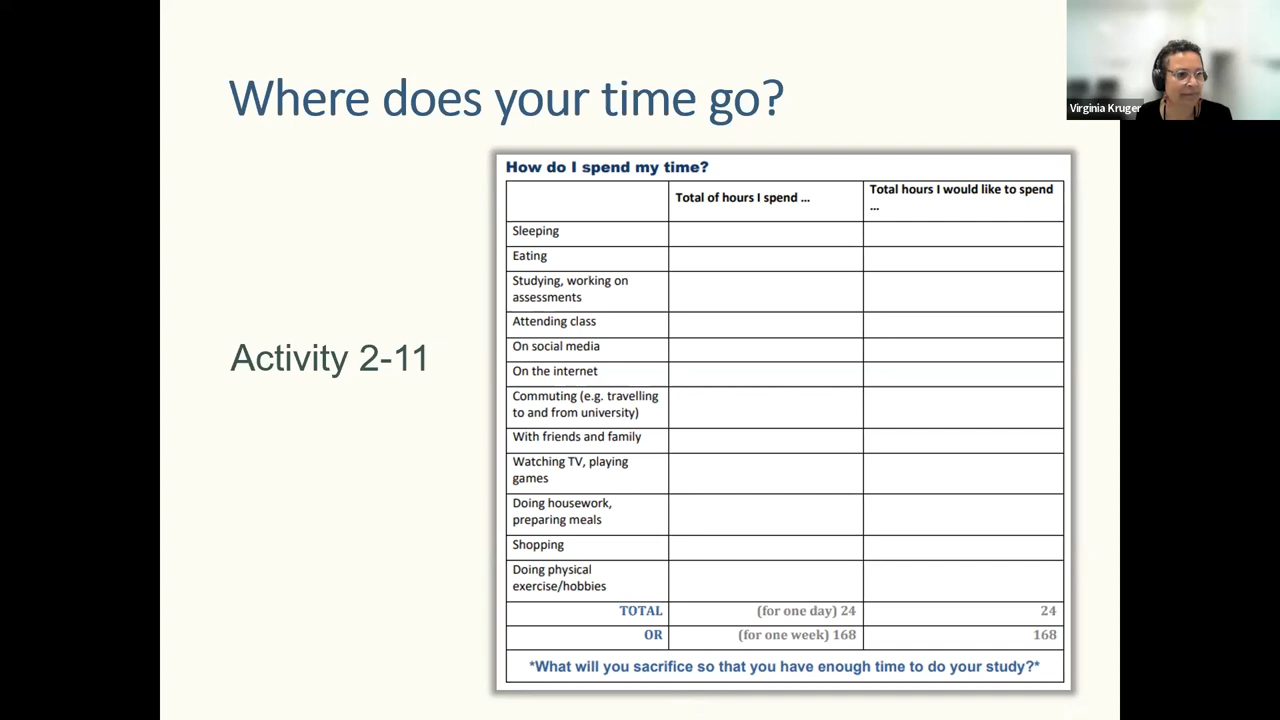 Where does your time go?
Virginia Kruger
Activity 2-11
How do I spend my time?
Total of hours I spend ...
Total hours I would like to spend
...
Sleeping
Eating
Studying, working on
assessments
Attending class
On social media
On the internet
Commuting (e.g. travelling
to and from university)
With friends and family
Watching TV, playing
games
Doing housework,
preparing meals
Shopping
Doing physical
exercise/hobbies
TOTAL (for one day) 24 24
OR (for one week) 168 168
*What will you sacrifice so that you have enough time to do your study?*